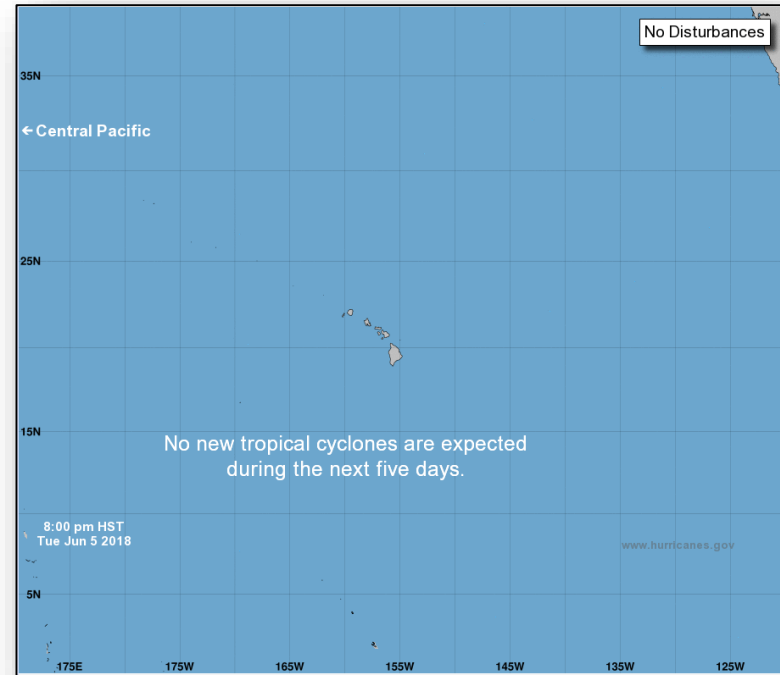 No Disturbances
35N
← Central Pacific
25N
15N
No new tropical cyclones are expected
during the next five days.
8:00 pm HST
Tue Jun 5 2018
www.hurricanes.gov
5N
175E 175W 165W 155W 145W 135W 125W